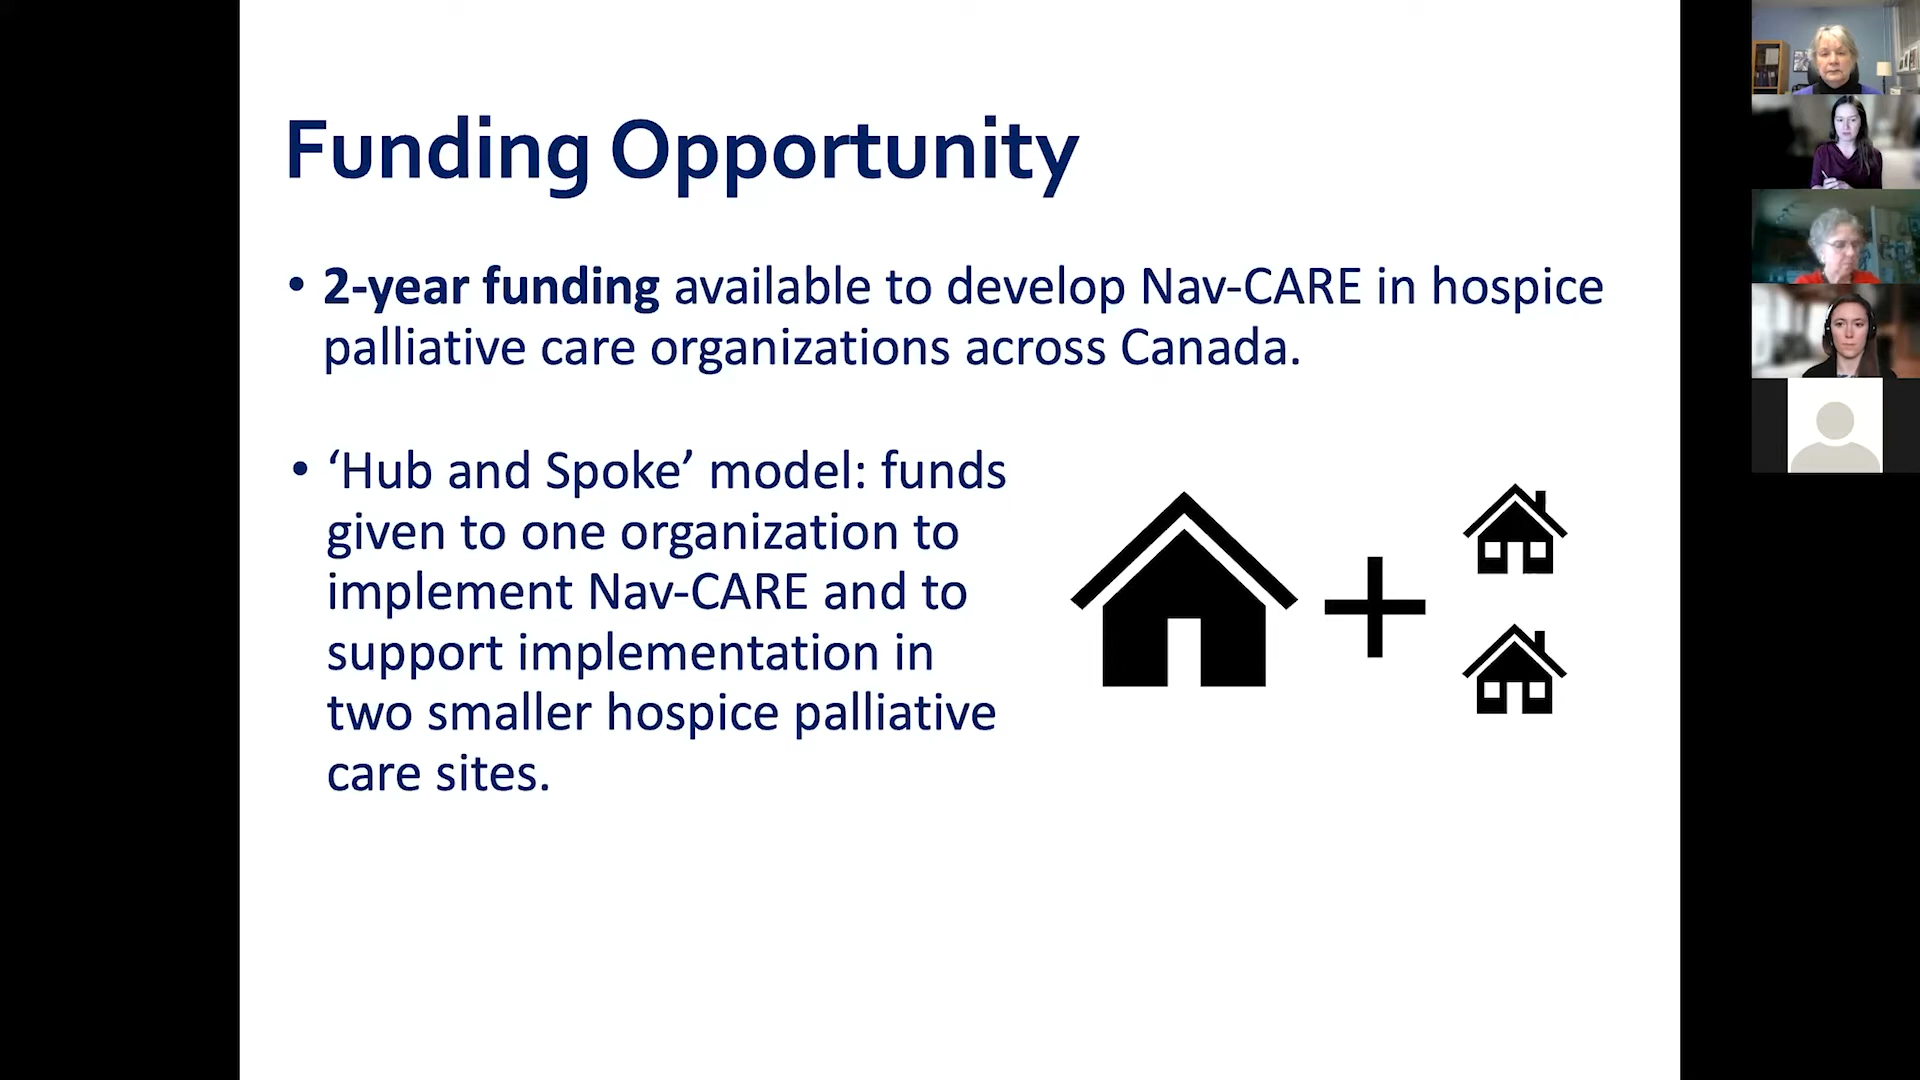 Funding Opportunity
• 2-year funding available to develop Nav-CARE in hospice
palliative care organizations across Canada.
• ‘Hub and Spoke’ model: funds
given to one organization to
implement Nav-CARE and to
support implementation in
two smaller hospice palliative
care sites.